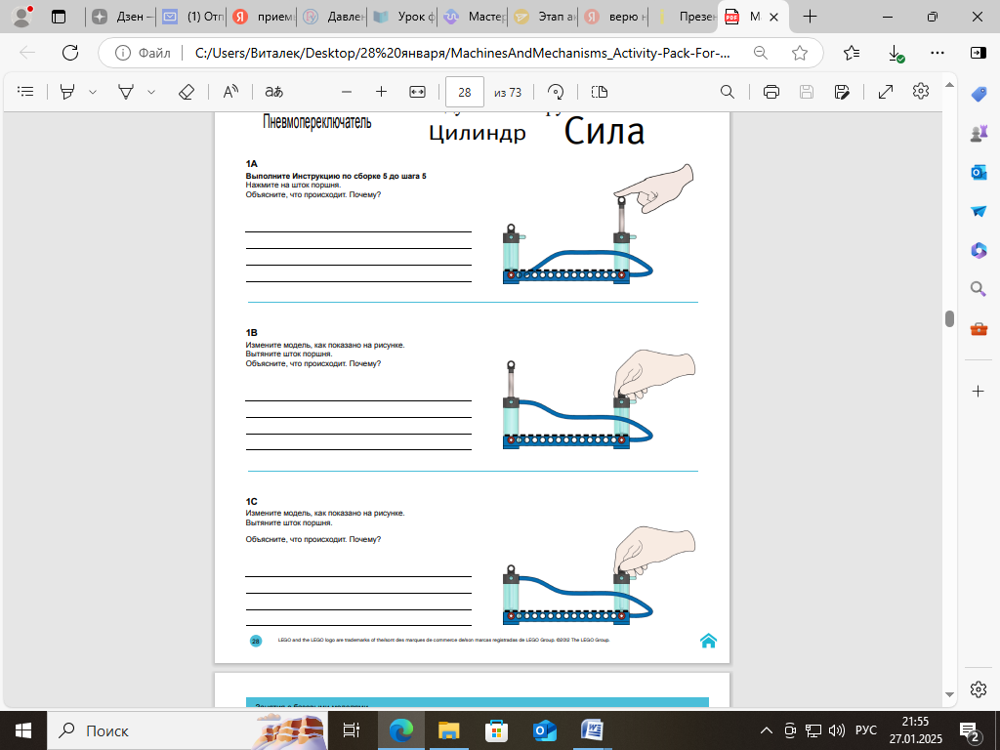 Дзен —
(1) Отп
прием
Давлен
Урок ф
Мастер
Этап ак
верю н
Презен
М
Файл
C:/Users/Виталек/Desktop/28%20января/MachinesAndMechanisms_Activity-Pack-For-...
28
из 73
Пневмопереключатель
Цилиндр
Сила
1A
Выполните Инструкцию по сборке 5 до шага 5
Нажмите на шток поршня.
Объясните, что происходит. Почему?
1B
Измените модель, как показано на рисунке.
Вытяните шток поршня.
Объясните, что происходит. Почему?
1C
Измените модель, как показано на рисунке.
Вытяните шток поршня.
Объясните, что происходит. Почему?
28
LEGO and the LEGO logo are trademarks of the/sont des marques de commerce de/son marcas registradas de LEGO Group. ©2012 The LEGO Group.
Поиск
РУС
21:55
27.01.2025
2